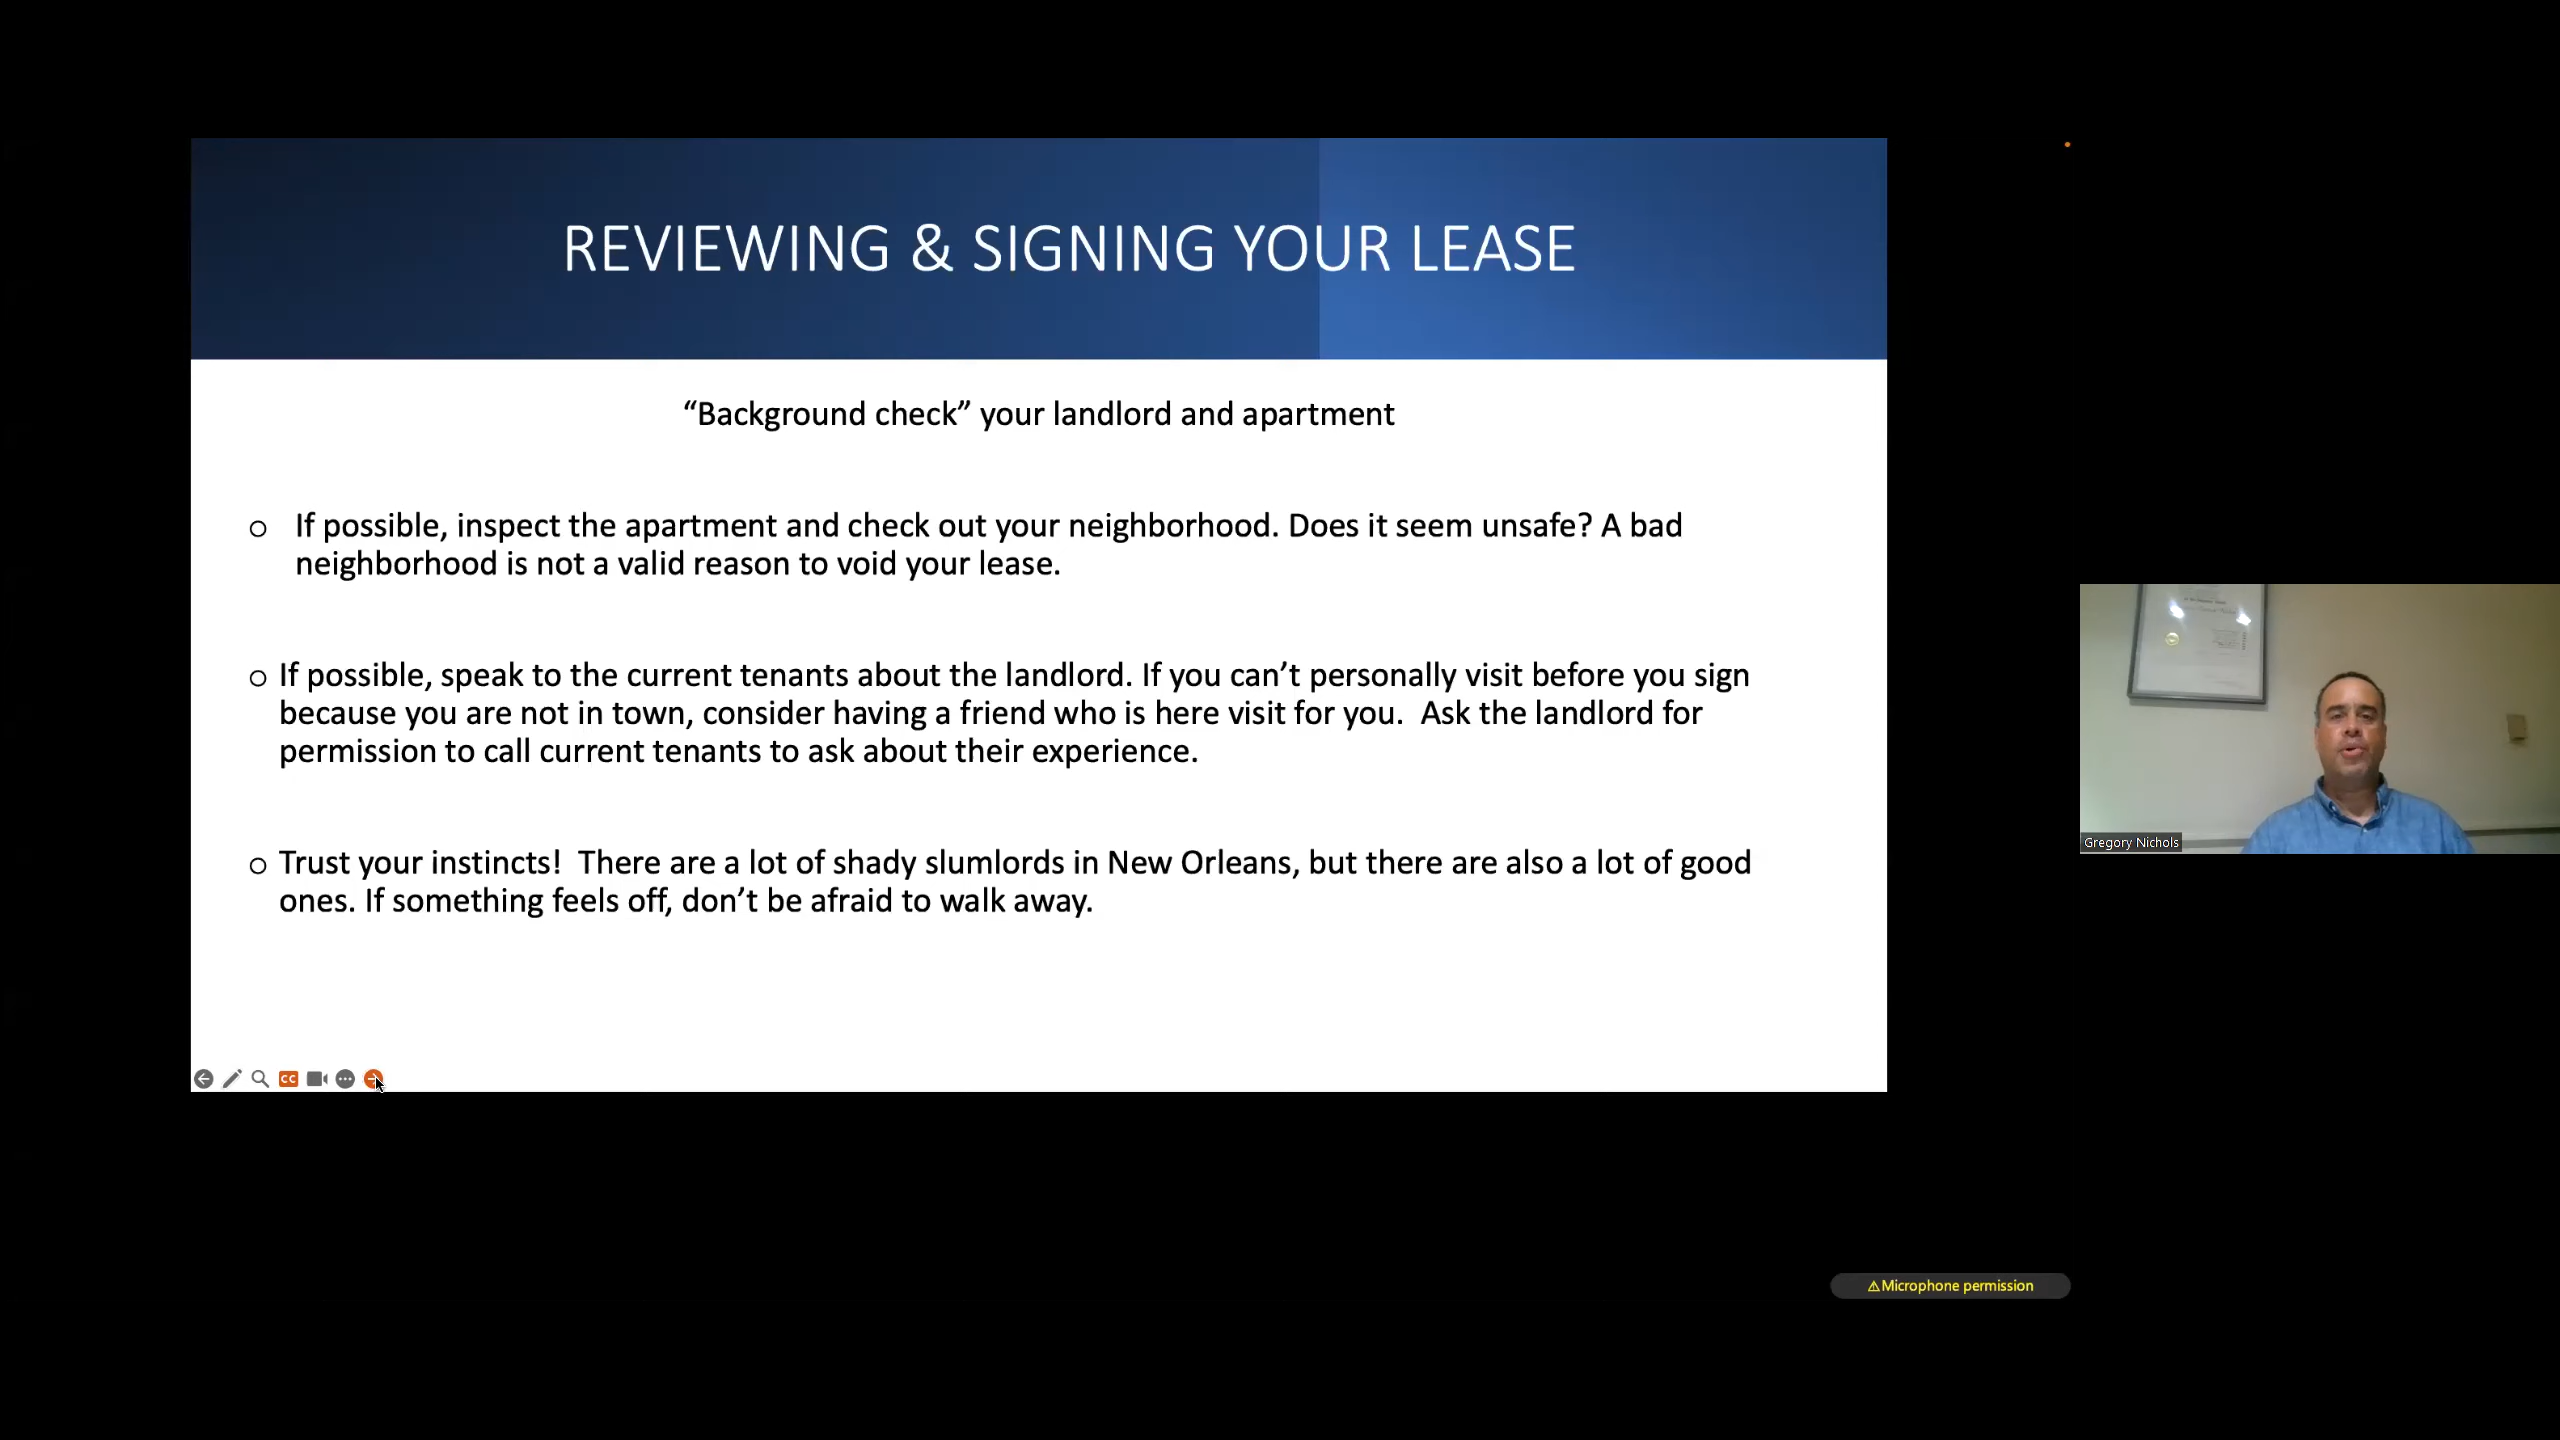 REVIEWING & SIGNING YOUR LEASE
“Background check” your landlord and apartment
o If possible, inspect the apartment and check out your neighborhood. Does it seem unsafe? A bad
neighborhood is not a valid reason to void your lease.
o If possible, speak to the current tenants about the landlord. If you can’t personally visit before you sign
because you are not in town, consider having a friend who is here visit for you.  Ask the landlord for
permission to call current tenants to ask about their experience.
o Trust your instincts!  There are a lot of shady slumlords in New Orleans, but there are also a lot of good
ones. If something feels off, don’t be afraid to walk away.
CC
Gregory Nichols
⚠Microphone permission